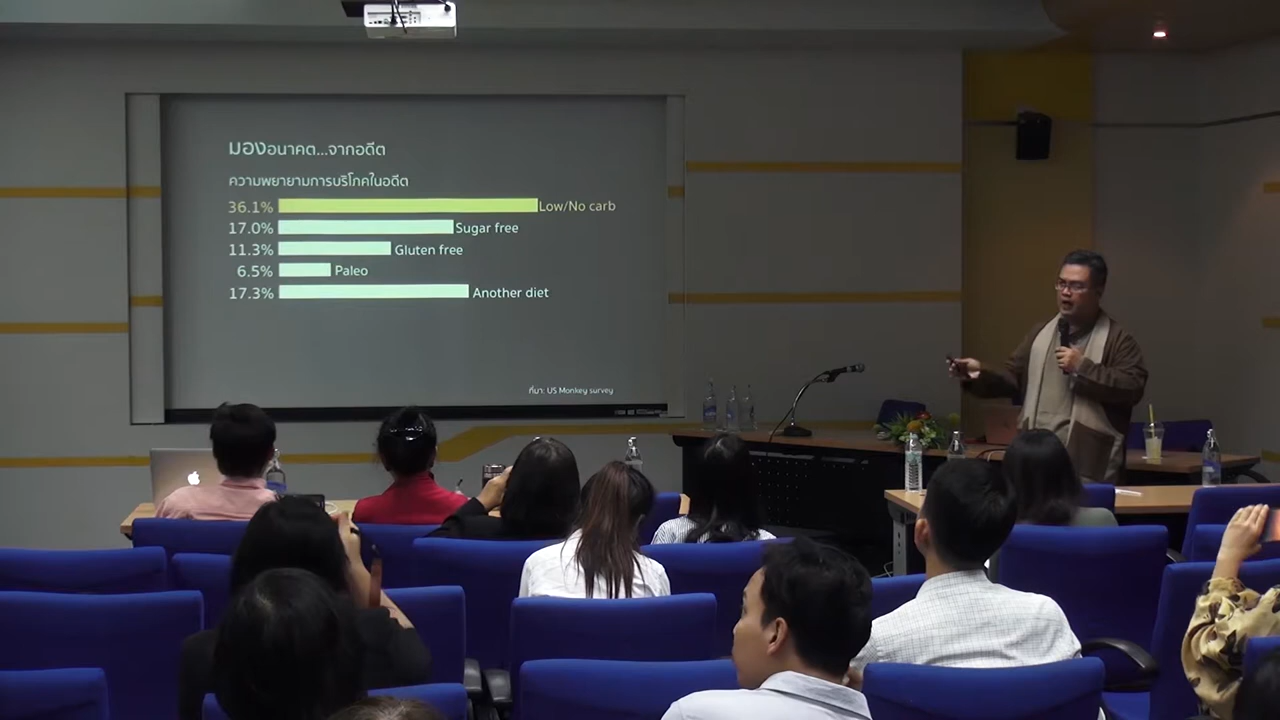 มองอนาคต...จากอดีต
ความพยายามการบริโภคในอดีต
36.1% Low/No carb
17.0% Sugar free
11.3% Gluten free
6.5% Paleo
17.3% Another diet
ที่มา: US Monkey survey